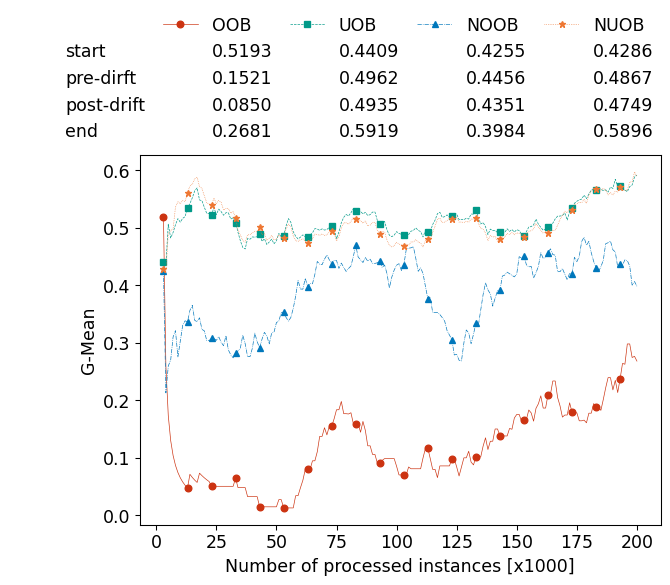 OOB UOB NOOB NUOB
start 0.5193 0.4409 0.4255 0.4286
pre-dirft 0.1521 0.4962 0.4456 0.4867
post-drift 0.0850 0.4935 0.4351 0.4749
end 0.2681 0.5919 0.3984 0.5896
0.6
0.5
0.4
0.3
0.2
0.1
0.0
G-Mean
0 25 50 75 100 125 150 175 200
Number of processed instances [x1000]